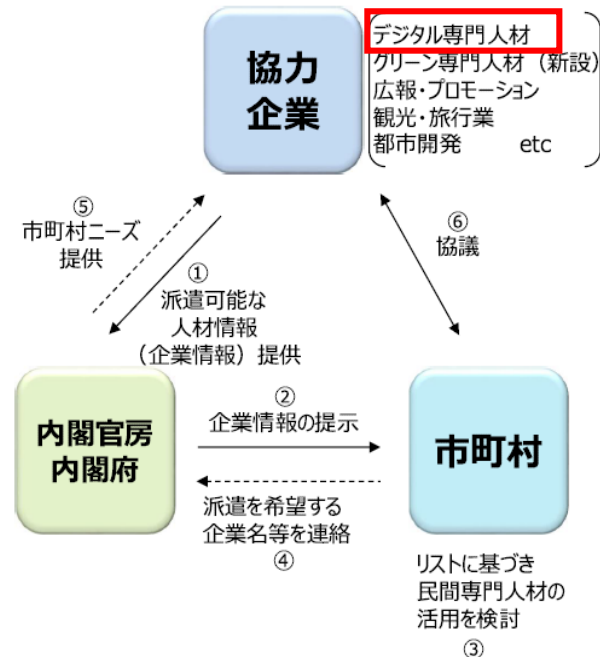 協力
企業
デジタル専門人材
グリーン専門人材（新設）
広報・プロモーション
観光・旅行業
都市開発 etc
⑤
市町村ニーズ
提供
①
派遣可能な
人材情報
（企業情報）提供
⑥
協議
内閣官房
内閣府
②
企業情報の提示
派遣を希望する
企業名等を連絡
④
市町村
リストに基づき
民間専門人材の
活用を検討
③